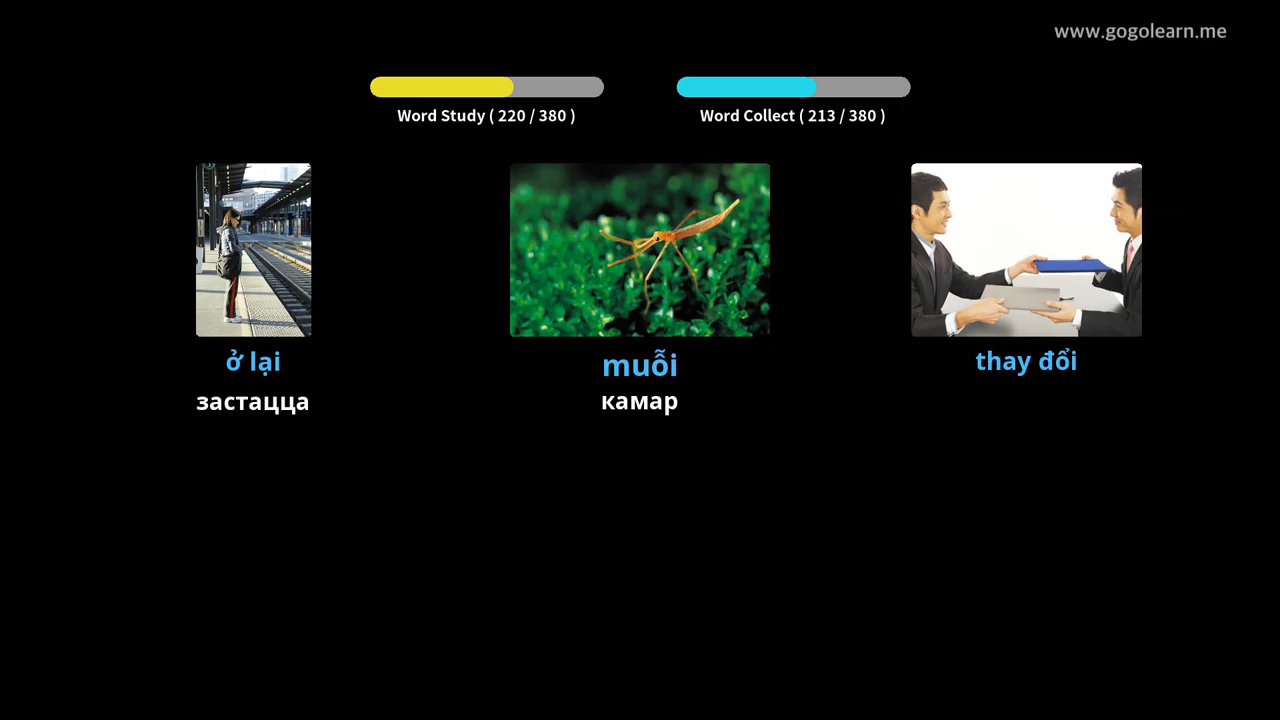 www.gogolearn.me
Word Study ( 220 / 380 )
Word Collect ( 213 / 380 )
ở lại
muỗi
thay đổi
застацца
камар